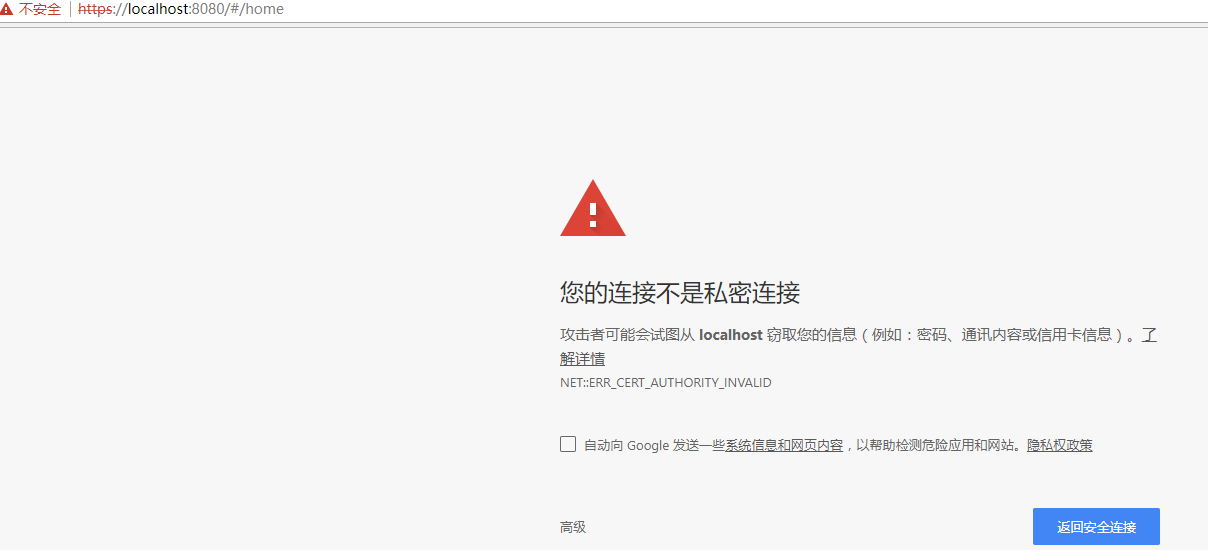 不安全 https://localhost:8080/#/home
您的连接不是私密连接
攻击者可能会试图从 localhost 窃取您的信息（例如：密码、通讯内容或信用卡信息）。了
解详情
NET::ERR_CERT_AUTHORITY_INVALID
自动向 Google 发送一些系统信息和网页内容，以帮助检测危险应用和网站。隐私权政策
高级
返回安全连接